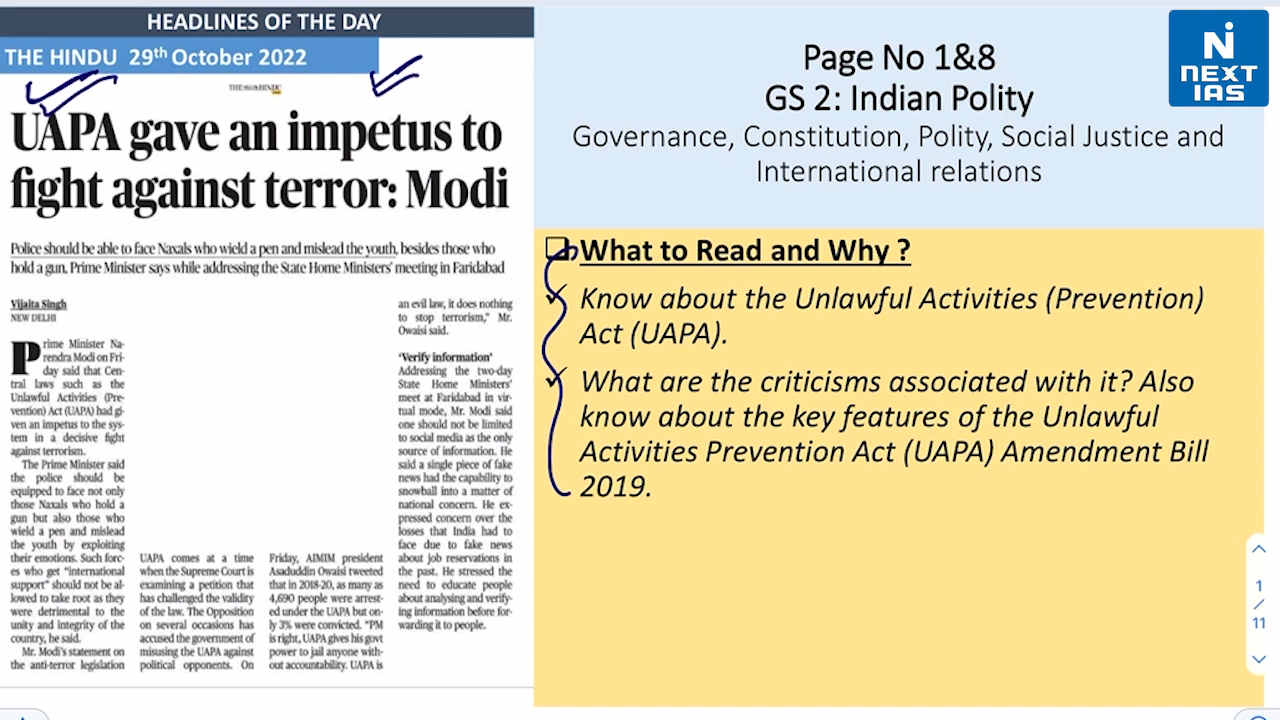 HEADLINES OF THE DAY
THE HINDU 29th October 2022
THE HINDU
UAPA gave an impetus to
fight against terror: Modi
Police should be able to face Naxals who wield a pen and mislead the youth, besides those who
hold a gun, Prime Minister says while addressing the State Home Ministers' meeting in Faridabad
Vijaita Singh
NEW DELHI
Prime Minister Na-
rendra Modi on Fri-
day said that Cen-
tral laws such as the
Unlawful Activities (Pre-
vention) Act (UAPA) had gi-
ven an impetus to the sys-
tem in a decisive fight
against terrorism.
The Prime Minister said
the police should be
equipped to face not only
those Naxals who hold a
gun but also those who
wield a pen and mislead
the youth by exploiting
their emotions. Such forc-
es who get "international
support" should not be al-
lowed to take root as they
were detrimental to the
unity and integrity of the
country, he said.
Mr. Modi's statement on
the anti-terror legislation
UAPA comes at a time
when the Supreme Court is
examining a petition that
has challenged the validity
of the law. The Opposition
on several occasions has
accused the government of
misusing the UAPA against
political opponents. On
Friday, AIMIM president
Asaduddin Owaisi tweeted
that in 2018-20, as many as
4,690 people were arrest-
ed under the UAPA but on-
ly 3% were convicted. "PM
is right, UAPA gives his govt
power to jail anyone with-
out accountability. UAPA is
an evil law, it does nothing
to stop terrorism," Mr.
Owaisi said.
'Verify information'
Addressing the two-day
State Home Ministers'
meet at Faridabad in vir-
tual mode, Mr. Modi said
one should not be limited
to social media as the only
source of information. He
said a single piece of fake
news had the capability to
snowball into a matter of
national concern. He ex-
pressed concern over the
losses that India had to
face due to fake news
about job reservations in
the past. He stressed the
need to educate people
about analysing and verify-
ing information before for-
warding it to people.
Page No 1&8
GS 2: Indian Polity
Governance, Constitution, Polity, Social Justice and
International relations
N
NEXT
IAS
What to Read and Why ?
Know about the Unlawful Activities (Prevention)
Act (UAPA).
What are the criticisms associated with it? Also
know about the key features of the Unlawful
Activities Prevention Act (UAPA) Amendment Bill
2019.
1
/
11